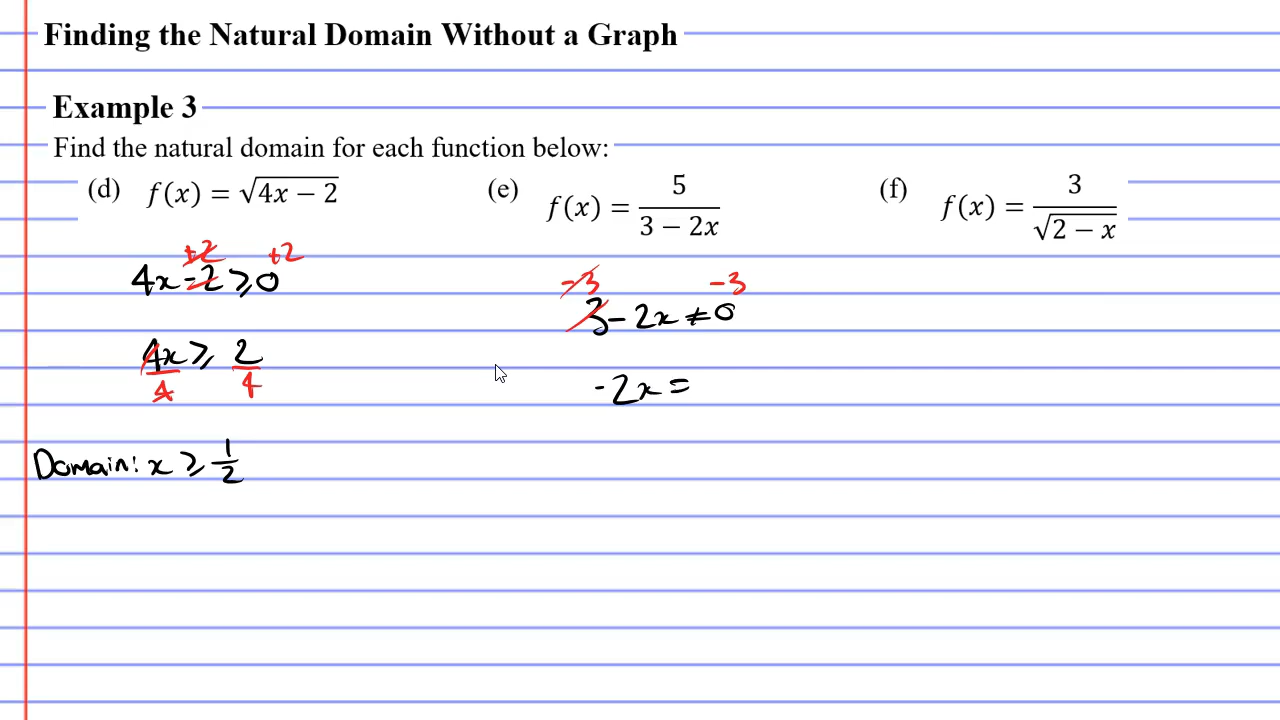 Finding the Natural Domain Without a Graph
Example 3
Find the natural domain for each function below:
(d) f(x) = √(4x − 2)
+2 +2
4x - 2 ⩾ 0
4x ⩾ 2
4 4
Domain: x ⩾ 1/2
(e) f(x) = 5/(3 − 2x)
-3 -3
3 - 2x ≠ 0
-2x =
(f) f(x) = 3/√(2 − x)